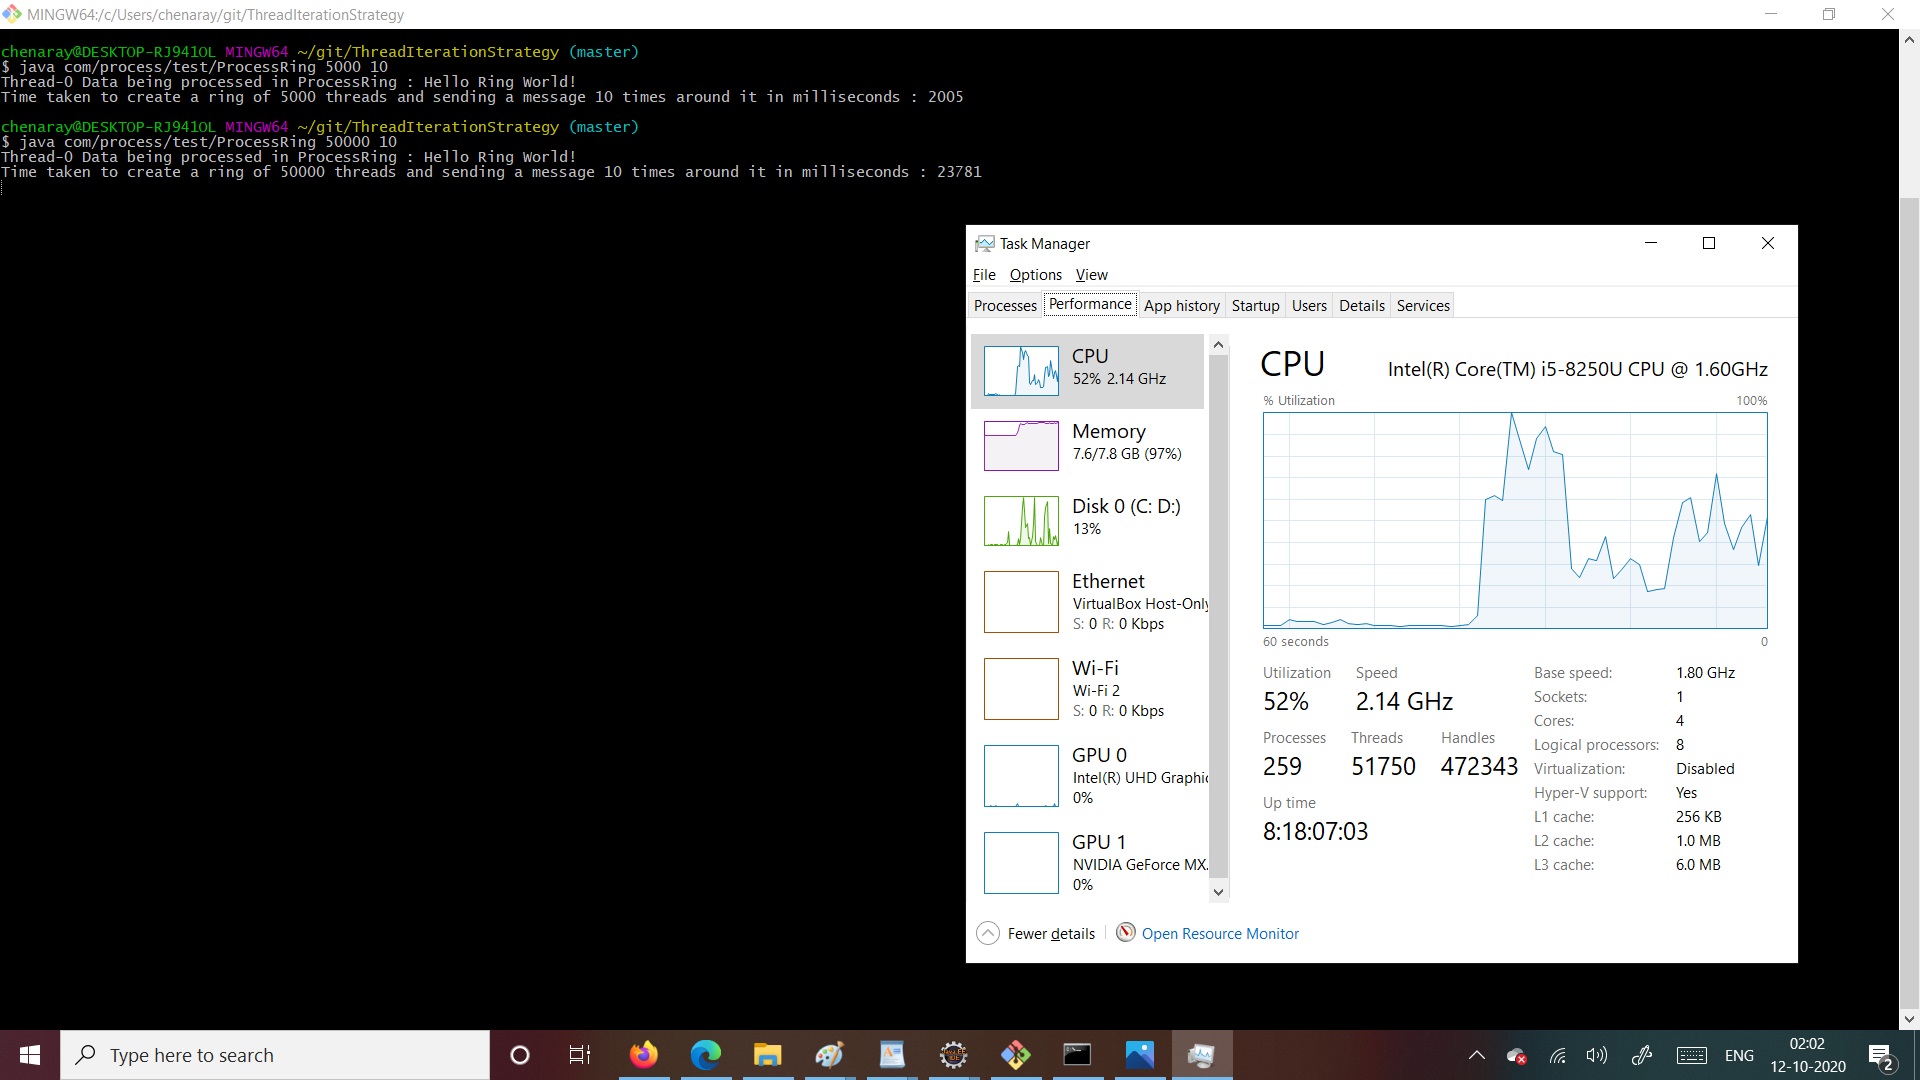 MINGW64:/c/Users/chenaray/git/ThreadIterationStrategy
chenaray@DESKTOP-RJ941OL MINGW64 ~/git/ThreadIterationStrategy (master)
$ java com/process/test/ProcessRing 5000 10
Thread-0 Data being processed in ProcessRing : Hello Ring World!
Time taken to create a ring of 5000 threads and sending a message 10 times around it in milliseconds : 2005
chenaray@DESKTOP-RJ941OL MINGW64 ~/git/ThreadIterationStrategy (master)
$ java com/process/test/ProcessRing 50000 10
Thread-0 Data being processed in ProcessRing : Hello Ring World!
Time taken to create a ring of 50000 threads and sending a message 10 times around it in milliseconds : 23781
Task Manager
File Options View
Processes Performance App history Startup Users Details Services
CPU
52% 2.14 GHz
Memory
7.6/7.8 GB (97%)
Disk 0 (C: D:)
13%
Ethernet
VirtualBox Host-Only
S: 0 R: 0 Kbps
Wi-Fi
Wi-Fi 2
S: 0 R: 0 Kbps
GPU 0
Intel(R) UHD Graphic
0%
GPU 1
NVIDIA GeForce MX.
0%
CPU Intel(R) Core(TM) i5-8250U CPU @ 1.60GHz
% Utilization 100%
60 seconds 0
Utilization Speed
52% 2.14 GHz
Processes Threads Handles
259 51750 472343
Up time
8:18:07:03
Base speed: 1.80 GHz
Sockets: 1
Cores: 4
Logical processors: 8
Virtualization: Disabled
Hyper-V support: Yes
L1 cache: 256 KB
L2 cache: 1.0 MB
L3 cache: 6.0 MB
Fewer details Open Resource Monitor
Type here to search
ENG
02:02
12-10-2020
2